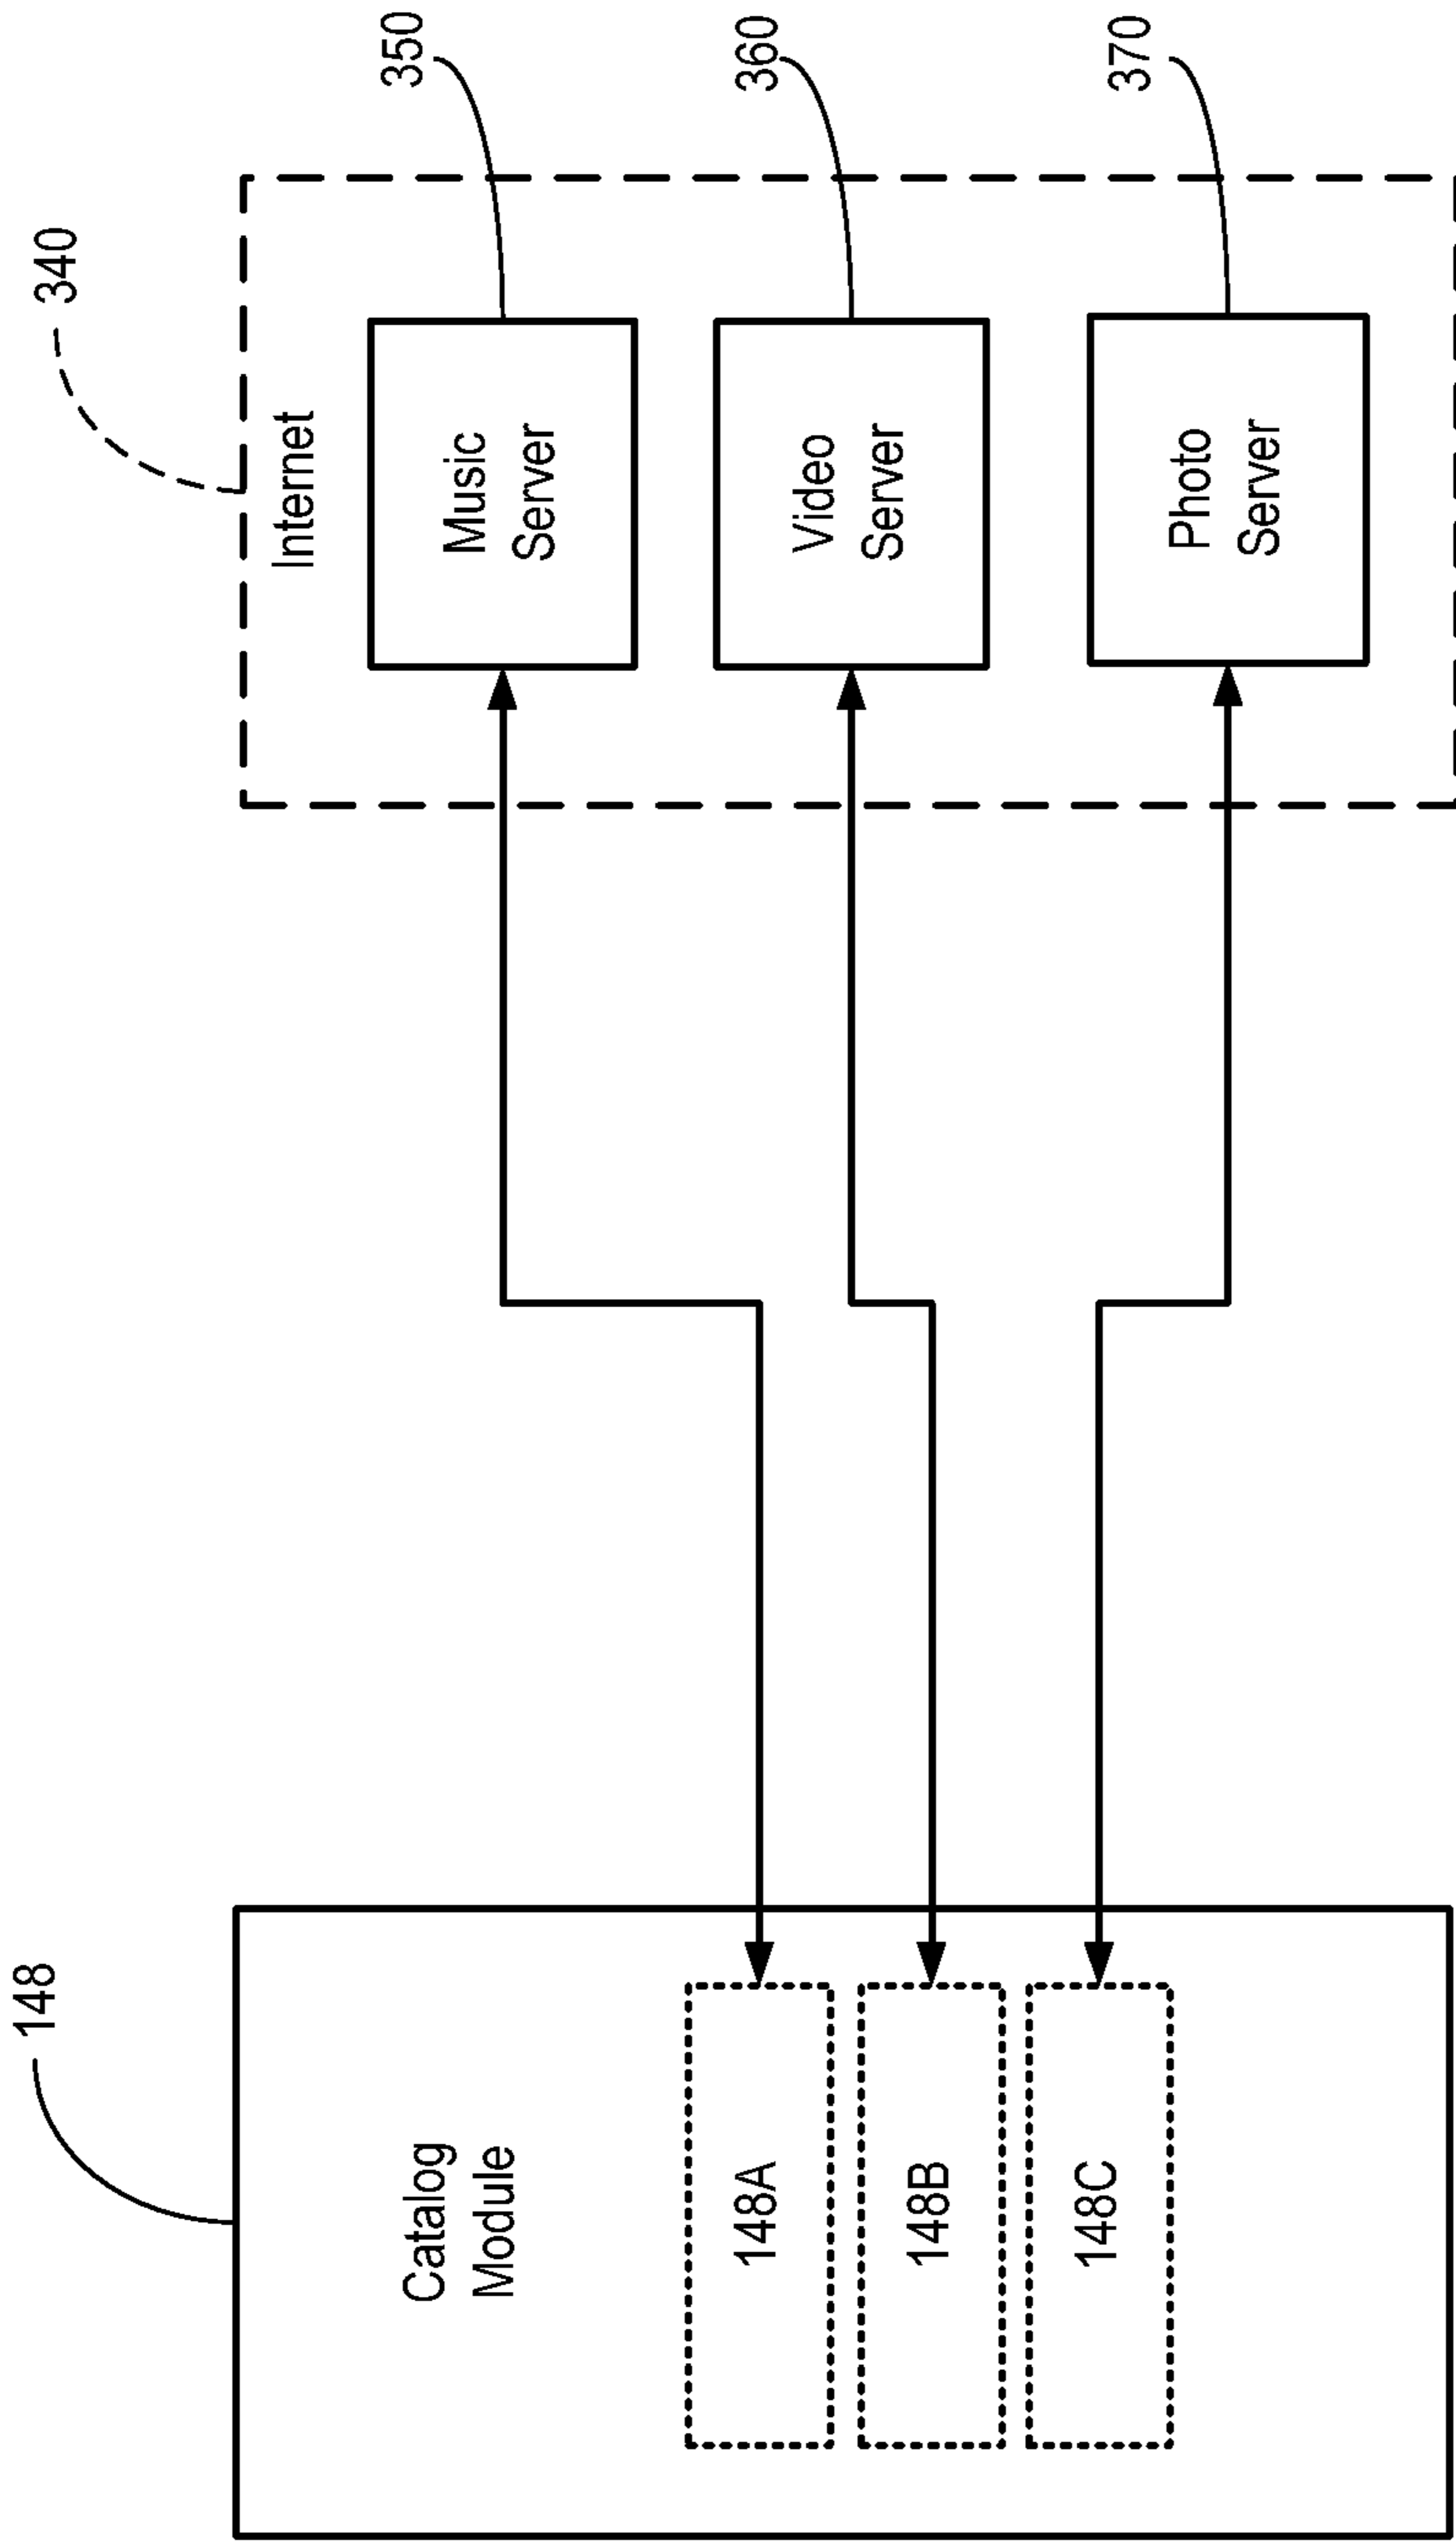 148
Catalog
Module
148A
148B
148C
340
Internet
Music
Server
350
Video
Server
360
Photo
Server
370